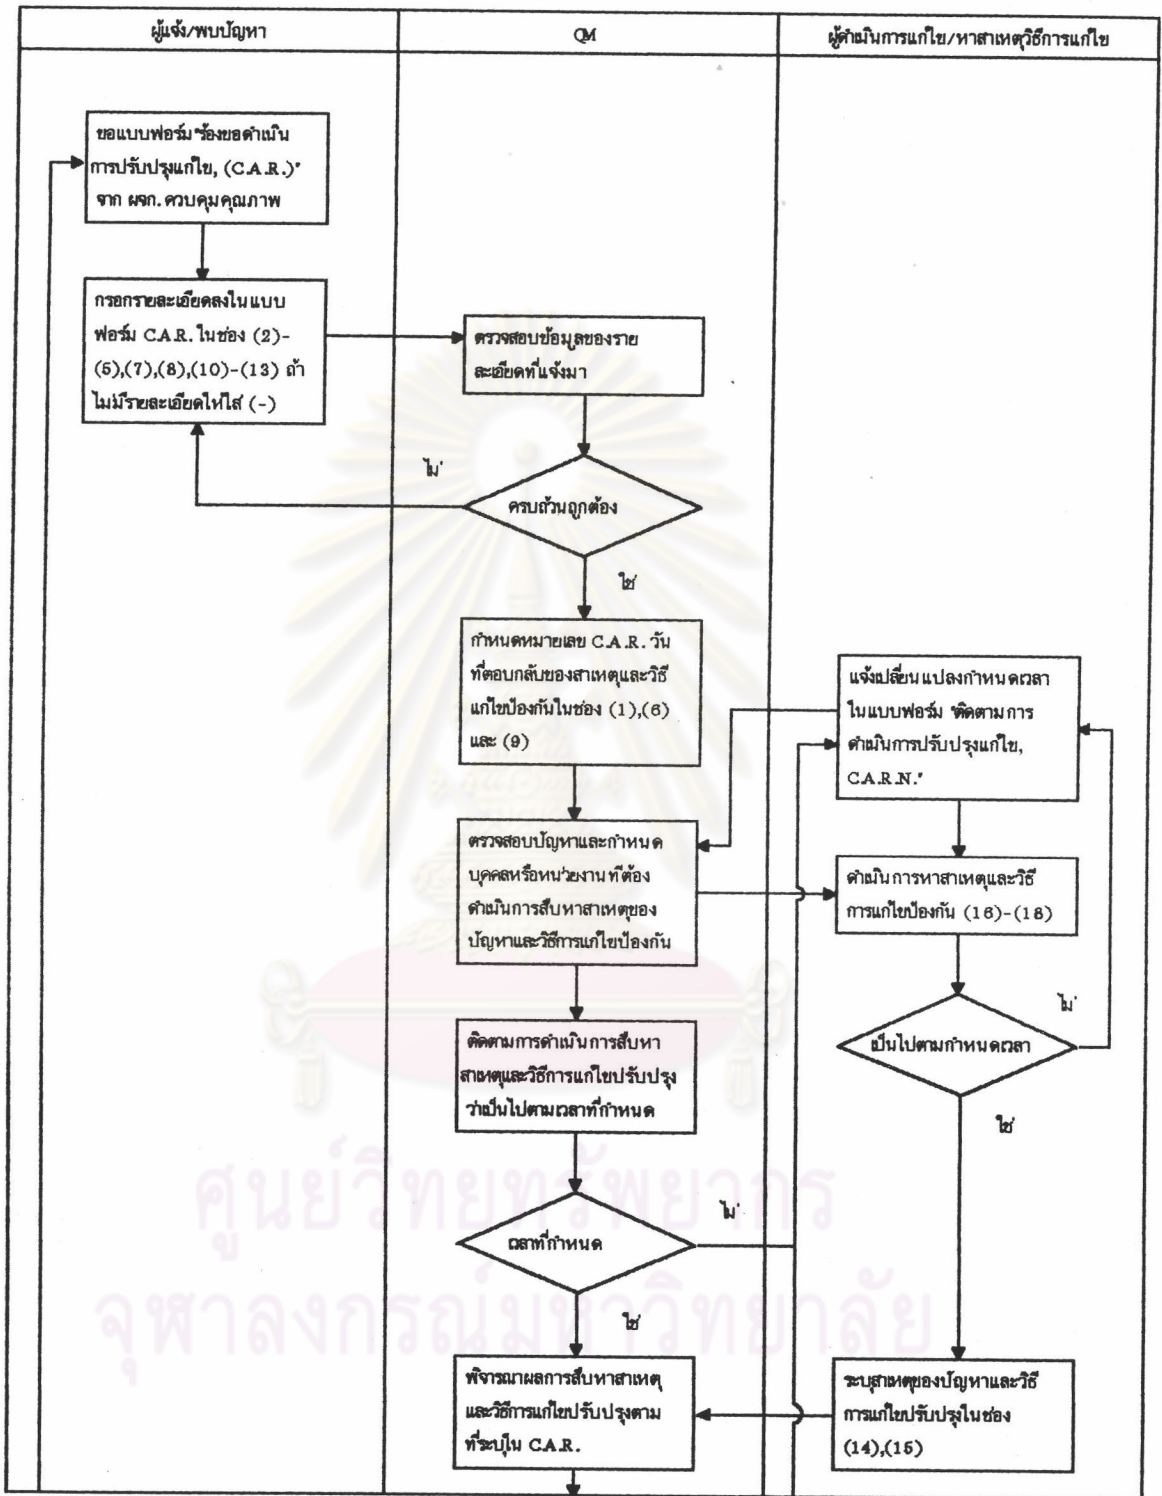 ผู้แจ้ง/พบปัญหา
QM
ผู้ดำเนินการแก้ไข/หาสาเหตุวิธีการแก้ไข
ขอแบบฟอร์ม "ร้องขอดำเนิน
การปรับปรุงแก้ไข, (C.A.R.)"
จาก ผจก. ควบคุมคุณภาพ
กรอกรายละเอียดลงในแบบ
ฟอร์ม C.A.R. ในช่อง (2)-
(5),(7),(8),(10)-(13) ถ้า
ไม่มีรายละเอียดให้ใส่ (-)
ตรวจสอบข้อมูลของราย
ละเอียดที่แจ้งมา
ไม่
ครบถ้วนถูกต้อง
ใช่
กำหนดหมายเลข C.A.R. วัน
ที่ตอบกลับของสาเหตุและวิธี
แก้ไขป้องกันในช่อง (1),(6)
และ (9)
แจ้งเปลี่ยนแปลงกำหนดเวลา
ในแบบฟอร์ม "ติดตามการ
ดำเนินการปรับปรุงแก้ไข,
C.A.R.N."
ตรวจสอบปัญหาและกำหนด
บุคคลหรือหน่วยงานที่ต้อง
ดำเนินการสืบหาสาเหตุของ
ปัญหาและวิธีการแก้ไขป้องกัน
ดำเนินการหาสาเหตุและวิธี
การแก้ไขป้องกัน (16)-(18)
ไม่
เป็นไปตามกำหนดเวลา
ใช่
ติดตามการดำเนินการสืบหา
สาเหตุและวิธีการแก้ไขปรับปรุง
ว่าเป็นไปตามเวลาที่กำหนด
ไม่
เวลาที่กำหนด
ใช่
พิจารณาผลการสืบหาสาเหตุ
และวิธีการแก้ไขปรับปรุงตาม
ที่ระบุใน C.A.R.
ระบุสาเหตุของปัญหาและวิธี
การแก้ไขปรับปรุงในช่อง
(14),(15)
ศูนย์วิทยทรัพยากร
จุฬาลงกรณ์มหาวิทยาลัย